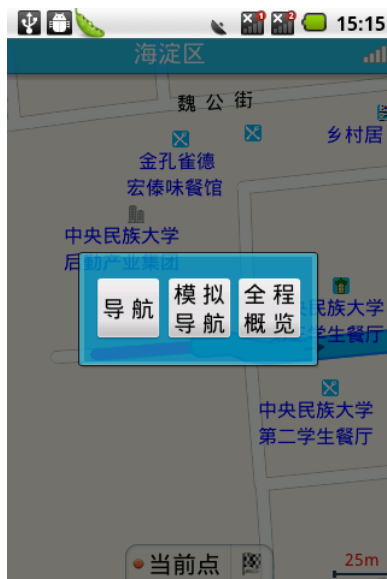 15:15
海淀区
魏公街
乡村居
金孔雀德
宏傣味餐馆
中央民族大学
后勤产业集团
导航
模拟
导航
全程
概览
民族大学
学生餐厅
中央民族大学
第二学生餐厅
当前点
25m